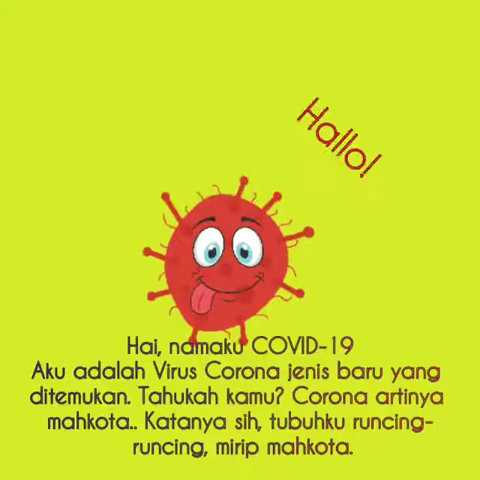 Hallo!
Hai, namaku COVID-19
Aku adalah Virus Corona jenis baru yang
ditemukan. Tahukah kamu? Corona artinya
mahkota.. Katanya sih, tubuhku runcing-
runcing, mirip mahkota.